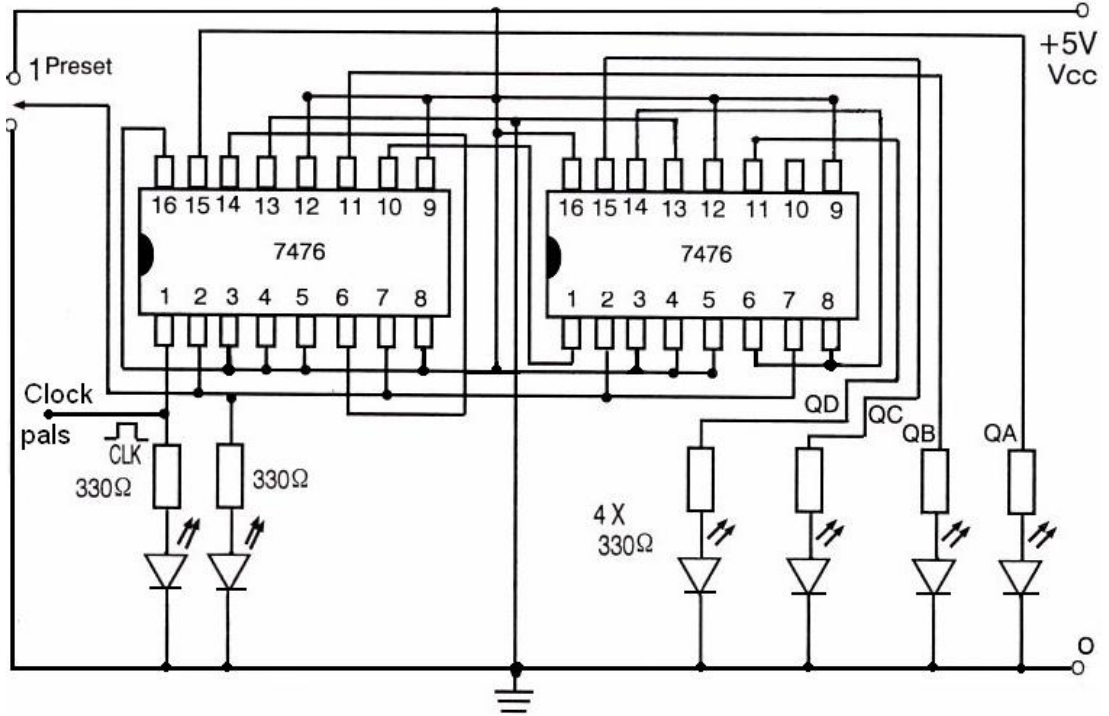 +5V
Vcc
1 Preset
16 15 14 13 12 11 10 9
7476
1 2 3 4 5 6 7 8
16 15 14 13 12 11 10 9
7476
1 2 3 4 5 6 7 8
Clock
pals
CLK
330Ω
330Ω
QD
QC
QB
QA
4 X
330Ω
O